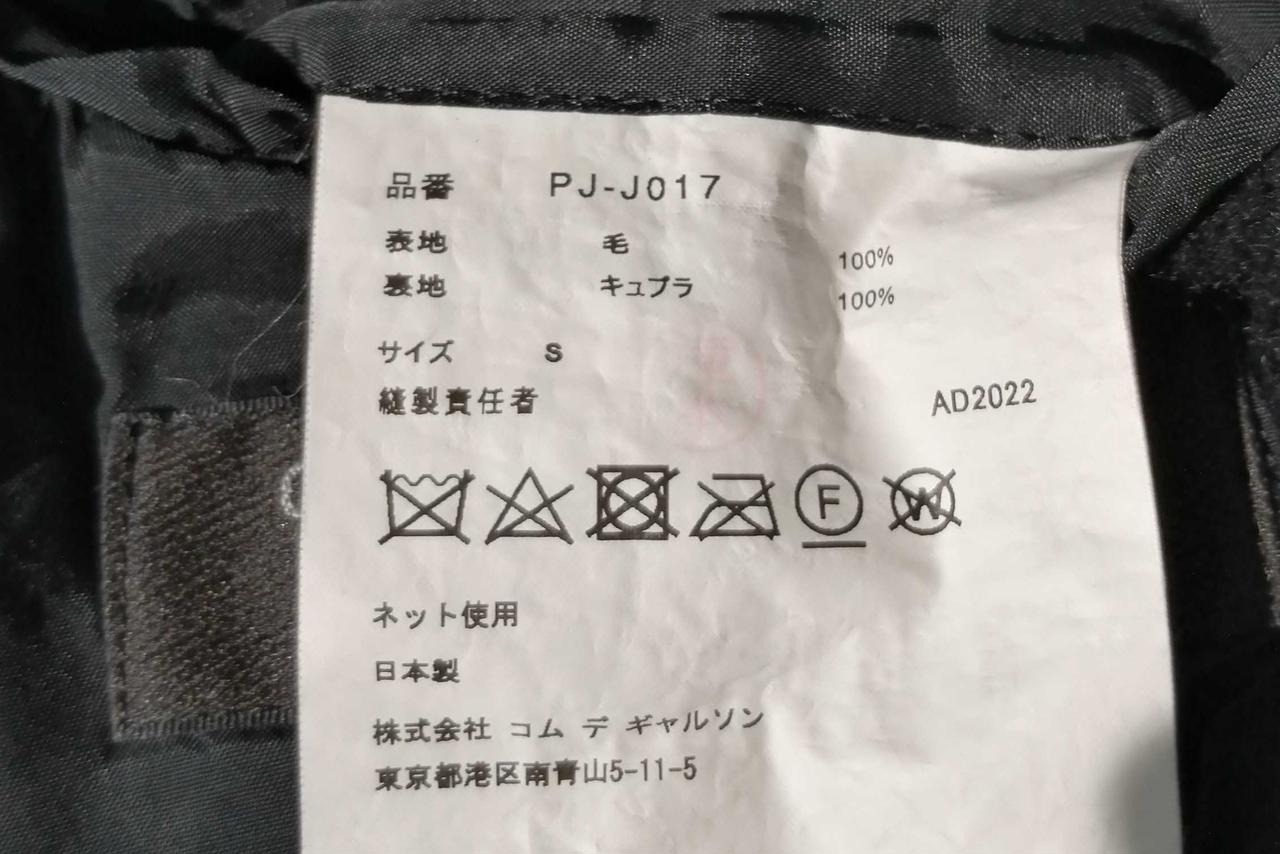 品番 PJ-J017
表地 毛 100%
裏地 キュプラ 100%
サイズ S
縫製責任者 AD2022
F W
ネット使用
日本製
株式会社 コム デ ギャルソン
東京都港区南青山5-11-5